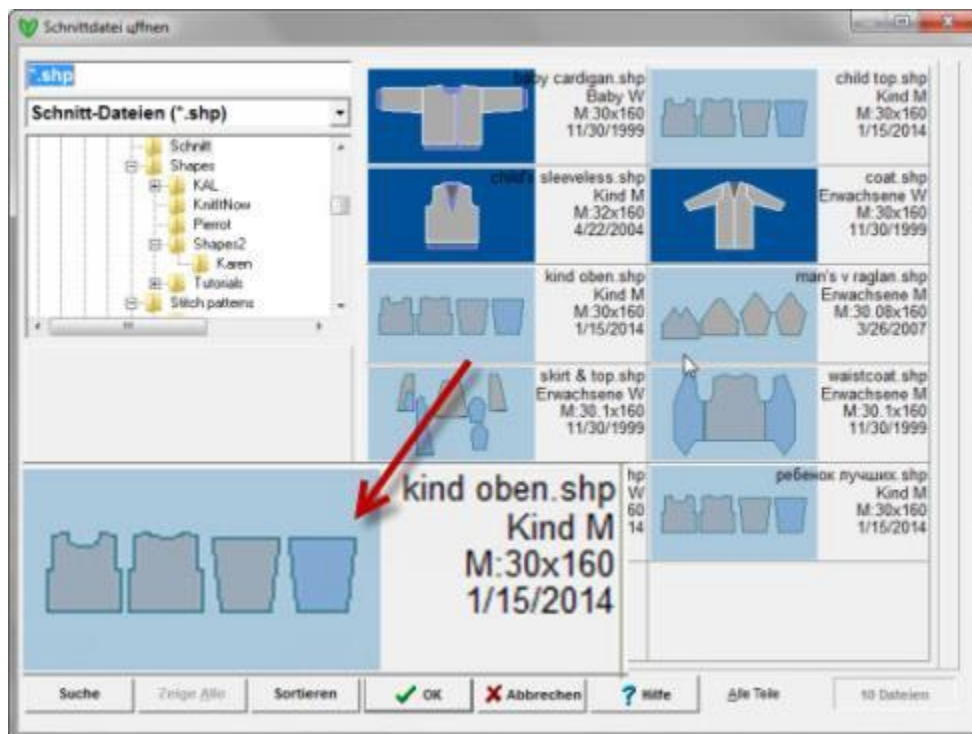 Schnittdatei цffnen
*.shp
Schnitt-Dateien (*.shp)
Schnitt
Shapes
KAL
KnitItNow
Pierrot
Shapes2
Karen
Tutorials
Stitch patterns
baby cardigan.shp
Baby W
M:30x160
11/30/1999
child top.shp
Kind M
M:30x160
1/15/2014
child's sleeveless.shp
Kind M
M:32x160
4/22/2004
coat.shp
Erwachsene W
M:30x160
11/30/1999
kind oben.shp
Kind M
M:30x160
1/15/2014
man's v raglan.shp
Erwachsene M
M:30.08x160
3/26/2007
skirt & top.shp
Erwachsene W
M:30.1x160
11/30/1999
waistcoat.shp
Erwachsene M
M:30.1x160
11/30/1999
hp
W
60
14
ребенок лучших.shp
Kind M
M:30x160
1/15/2014
kind oben.shp
Kind M
M:30x160
1/15/2014
Suche
Zeige Alle
Sortieren
OK
Abbrechen
? Hilfe
Alle Teile
10 Dateien